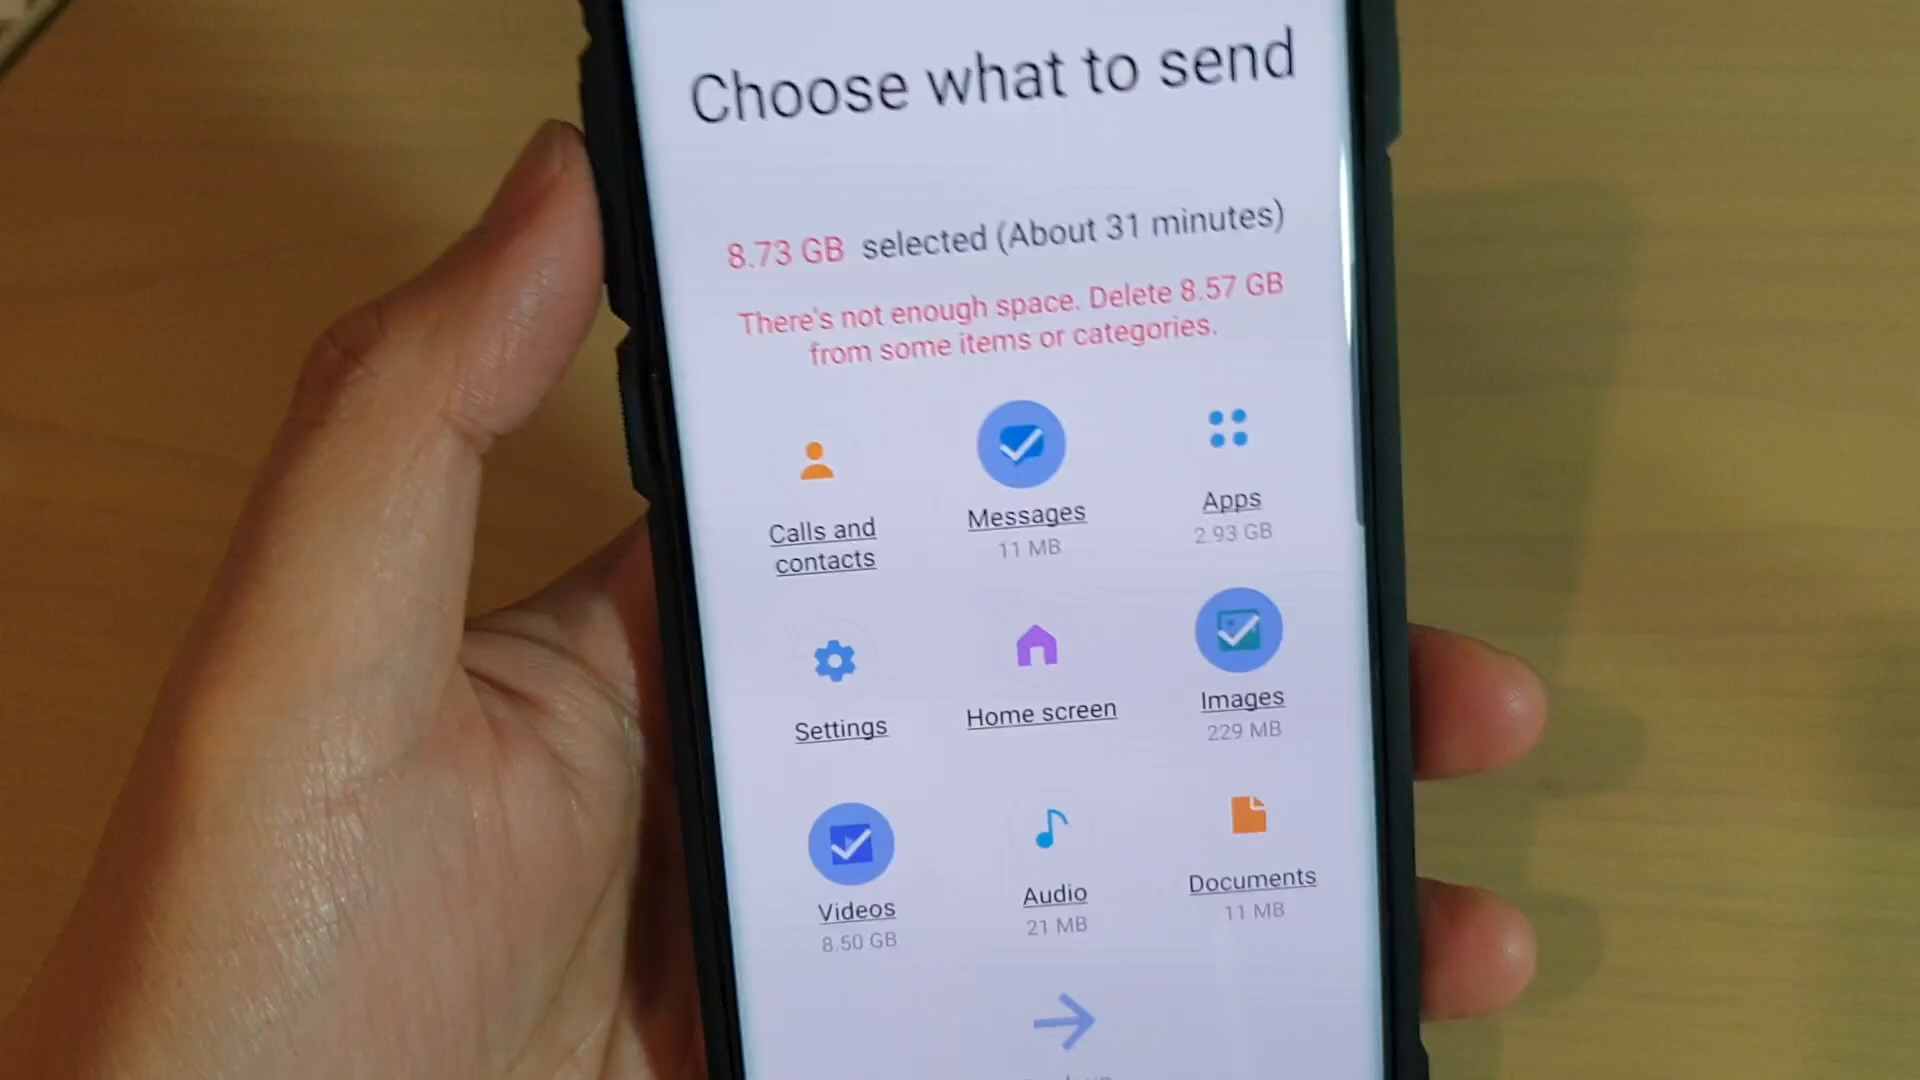 Choose what to send
8.73 GB selected (About 31 minutes)
There's not enough space. Delete 8.57 GB
from some items or categories.
Calls and
contacts
Messages
11 MB
Apps
2.93 GB
Settings
Home screen
Images
229 MB
Videos
8.50 GB
Audio
21 MB
Documents
11 MB